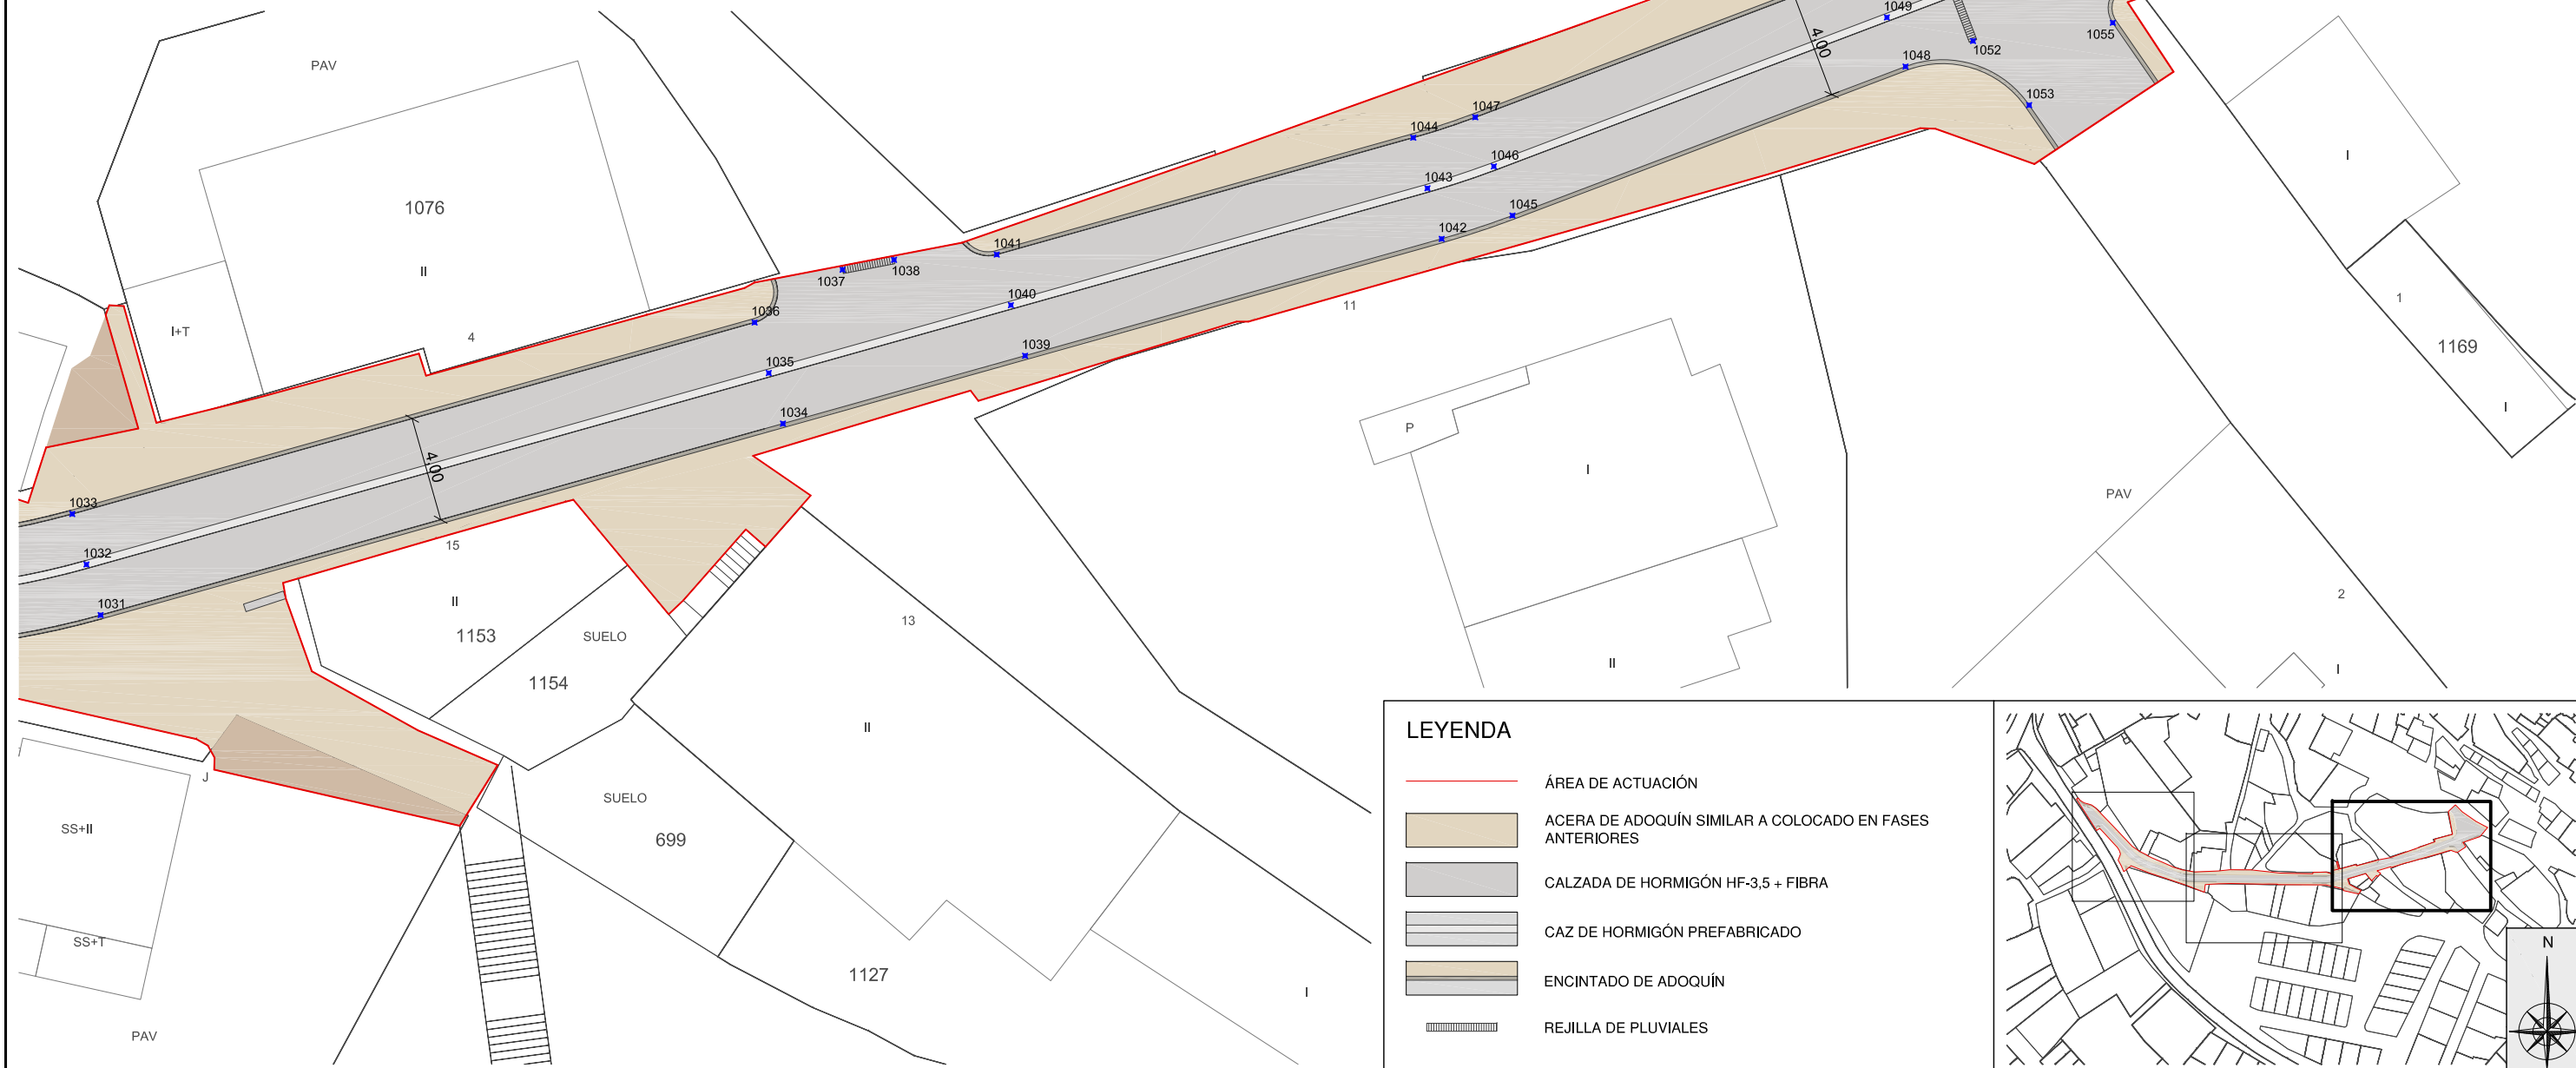 1049
4,00
1052
1055
PAV
1048
1053
1047
1044
1046
1043
1045
1042
I
1076
II
1041
1037
1038
1040
1036
I+T
4
11
1
1169
I
1039
1035
1034
P
I
4,00
PAV
1033
1032
15
1031
II
1153
SUELO
1154
13
2
II
I
II
J
SUELO
699
SS+II
SS+T
PAV
1127
I
LEYENDA
ÁREA DE ACTUACIÓN
ACERA DE ADOQUÍN SIMILAR A COLOCADO EN FASES
ANTERIORES
CALZADA DE HORMIGÓN HF-3,5 + FIBRA
CAZ DE HORMIGÓN PREFABRICADO
ENCINTADO DE ADOQUÍN
REJILLA DE PLUVIALES
N